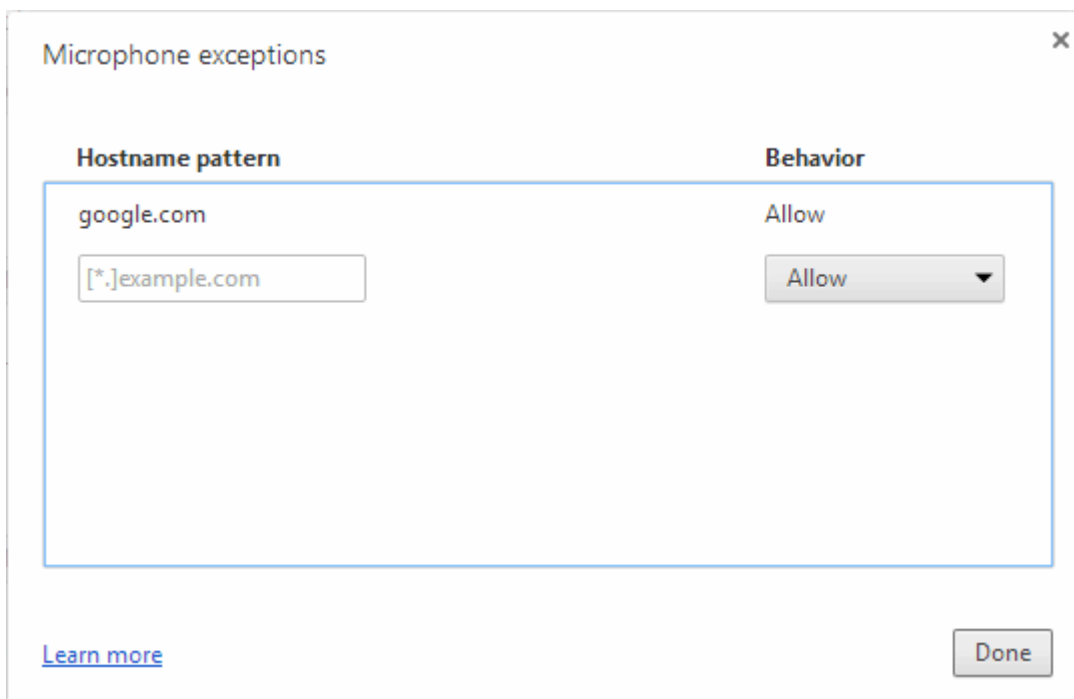 Microphone exceptions
Hostname pattern Behavior
google.com Allow
[*.]example.com Allow
Learn more Done